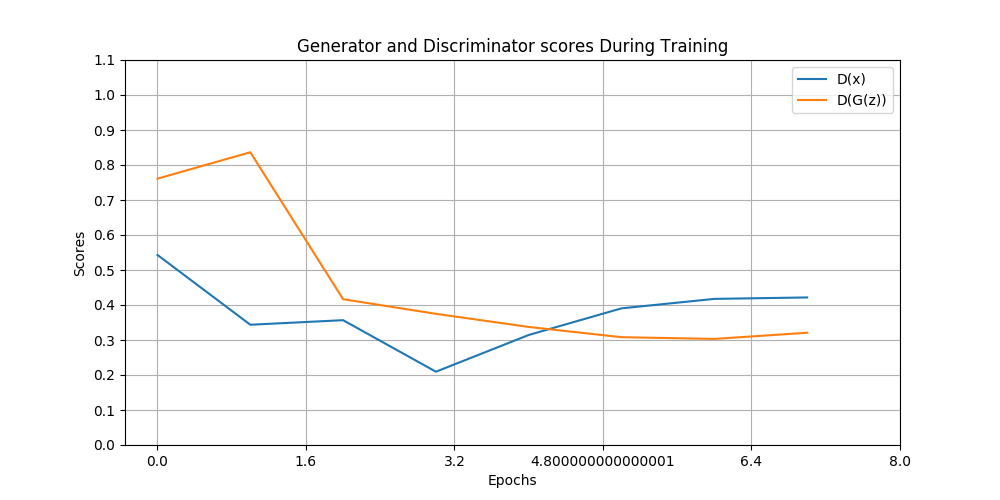 Generator and Discriminator scores During Training
D(x)
D(G(z))
Scores
1.1
1.0
0.9
0.8
0.7
0.6
0.5
0.4
0.3
0.2
0.1
0.0
0.0 1.6 3.2 4.800000000000001 6.4 8.0
Epochs